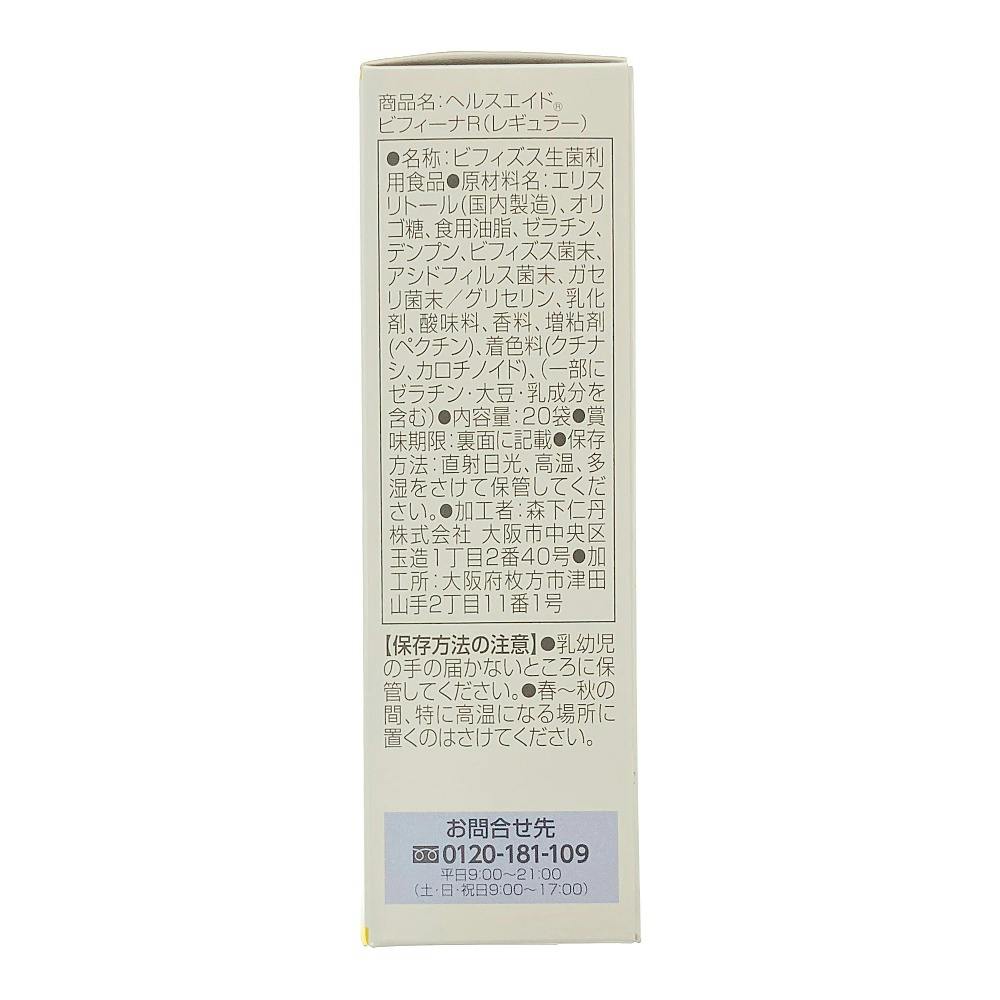 商品名：ヘルスエイド®
ビフィーナR（レギュラー）
●名称：ビフィズス生菌利
用食品●原材料名：エリス
リトール(国内製造)、オリ
ゴ糖、食用油脂、ゼラチン、
デンプン、ビフィズス菌末、
アシドフィルス菌末、ガセ
リ菌末／グリセリン、乳化
剤、酸味料、香料、増粘剤
(ペクチン)、着色料(クチナ
シ、カロチノイド)、(一部に
ゼラチン・大豆・乳成分を
含む)●内容量：20袋●賞
味期限：裏面に記載●保存
方法：直射日光、高温、多
湿をさけて保管してくだ
さい。●加工者：森下仁丹
株式会社 大阪市中央区
玉造1丁目2番40号●加
工所：大阪府枚方市津田
山手2丁目11番1号
【保存方法の注意】●乳幼児
の手の届かないところに保
管してください。●春～秋の
間、特に高温になる場所に
置くのはさけてください。
お問合せ先
0120-181-109
平日9:00～21:00
（土・日・祝日9:00～17:00）